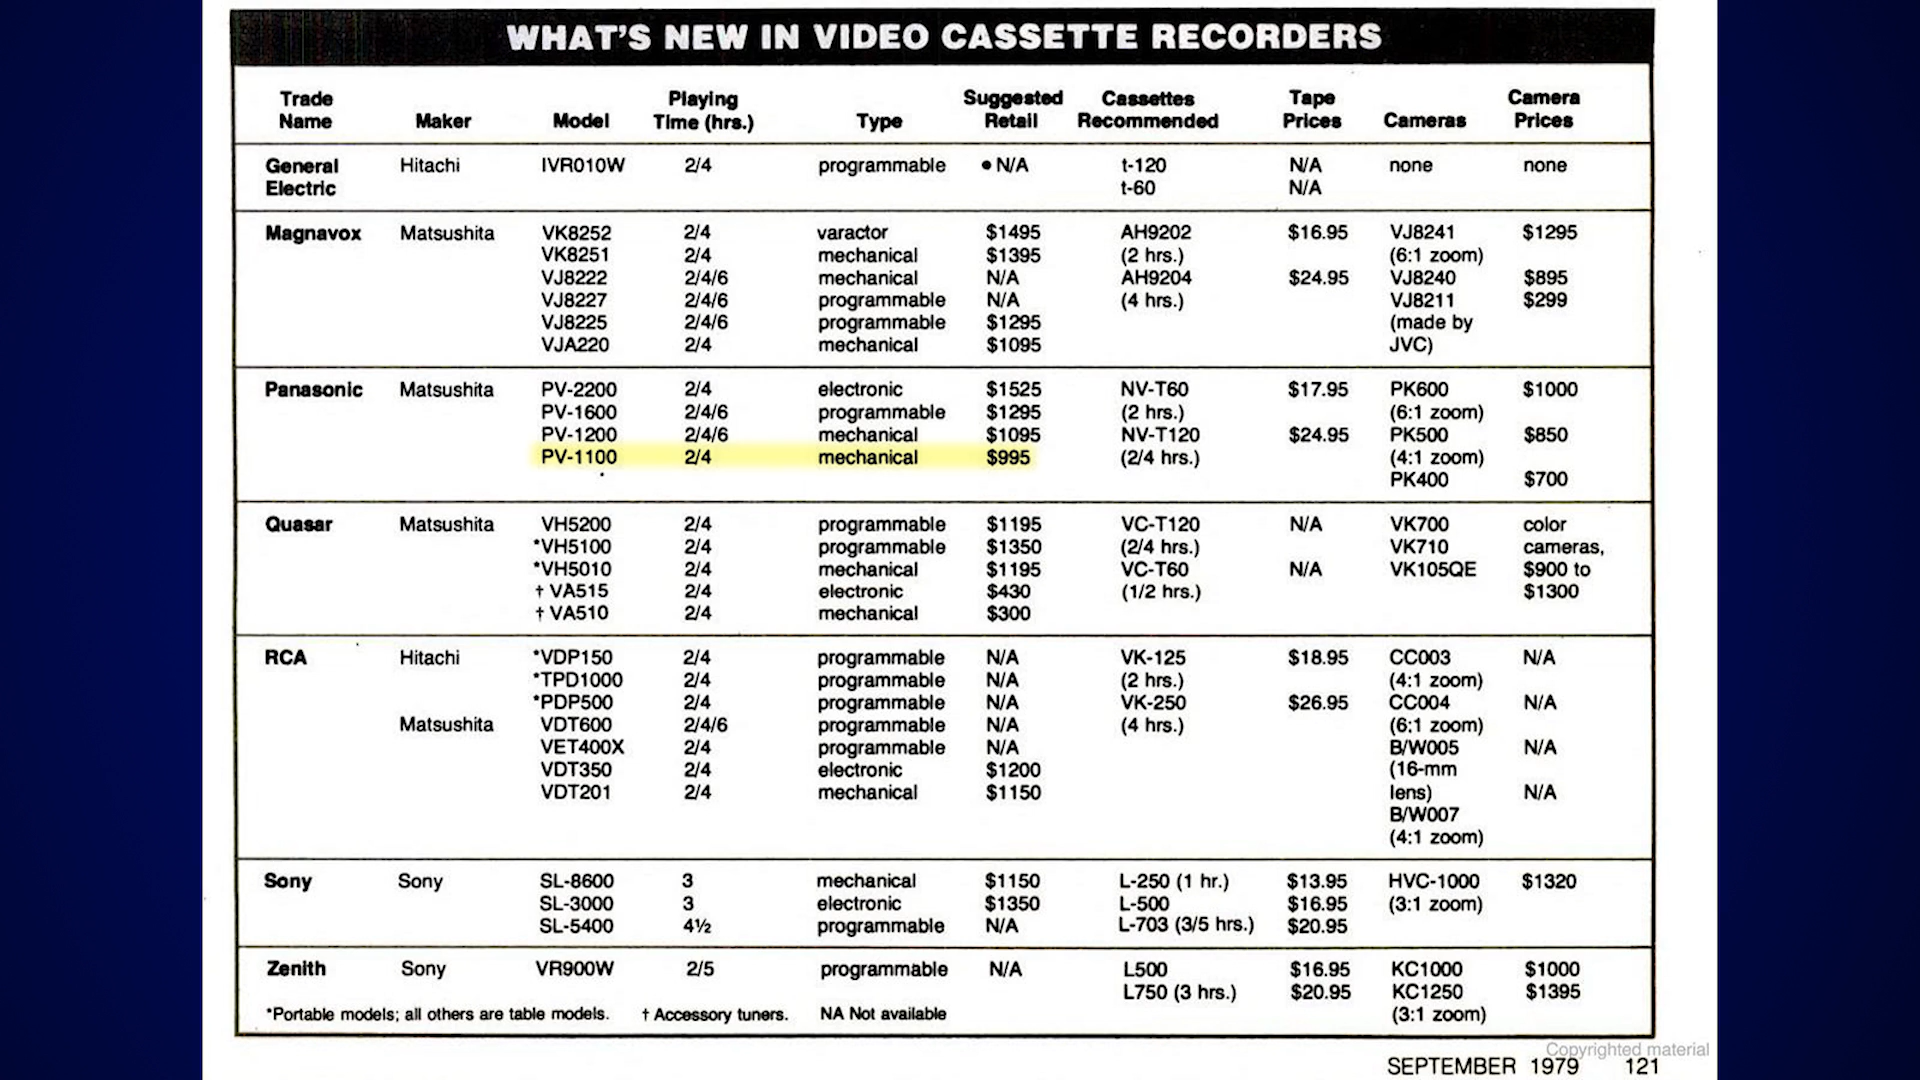 WHAT'S NEW IN VIDEO CASSETTE RECORDERS
Trade Name Maker Model Playing Time (hrs.) Type Suggested Retail Cassettes Recommended Tape Prices Cameras Camera Prices
General Hitachi IVR010W 2/4 programmable • N/A t-120 N/A none none
Electric t-60 N/A
Magnavox Matsushita VK8252 2/4 varactor $1495 AH9202 $16.95 VJ8241 $1295
VK8251 2/4 mechanical $1395 (2 hrs.) (6:1 zoom)
VJ8222 2/4/6 mechanical N/A AH9204 $24.95 VJ8240 $895
VJ8227 2/4/6 programmable N/A (4 hrs.) VJ8211 $299
VJ8225 2/4/6 programmable $1295 (made by
VJA220 2/4 mechanical $1095 JVC)
Panasonic Matsushita PV-2200 2/4 electronic $1525 NV-T60 $17.95 PK600 $1000
PV-1600 2/4/6 programmable $1295 (2 hrs.) (6:1 zoom)
PV-1200 2/4/6 mechanical $1095 NV-T120 $24.95 PK500 $850
PV-1100 2/4 mechanical $995 (2/4 hrs.) (4:1 zoom)
PK400 $700
Quasar Matsushita VH5200 2/4 programmable $1195 VC-T120 N/A VK700 color
*VH5100 2/4 programmable $1350 (2/4 hrs.) VK710 cameras,
*VH5010 2/4 mechanical $1195 VC-T60 N/A VK105QE $900 to
† VA515 2/4 electronic $430 (1/2 hrs.) $1300
† VA510 2/4 mechanical $300
RCA Hitachi *VDP150 2/4 programmable N/A VK-125 $18.95 CC003 N/A
*TPD1000 2/4 programmable N/A (2 hrs.) (4:1 zoom)
*PDP500 2/4 programmable N/A VK-250 $26.95 CC004 N/A
Matsushita VDT600 2/4/6 programmable N/A (4 hrs.) (6:1 zoom)
VET400X 2/4 programmable N/A B/W005 N/A
VDT350 2/4 electronic $1200 (16-mm
VDT201 2/4 mechanical $1150 lens) N/A
B/W007
(4:1 zoom)
Sony Sony SL-8600 3 mechanical $1150 L-250 (1 hr.) $13.95 HVC-1000 $1320
SL-3000 3 electronic $1350 L-500 $16.95 (3:1 zoom)
SL-5400 4½ programmable N/A L-703 (3/5 hrs.) $20.95
Zenith Sony VR900W 2/5 programmable N/A L500 $16.95 KC1000 $1000
L750 (3 hrs.) $20.95 KC1250 $1395
*Portable models; all others are table models. † Accessory tuners. NA Not available (3:1 zoom)
Copyrighted material
SEPTEMBER 1979 121